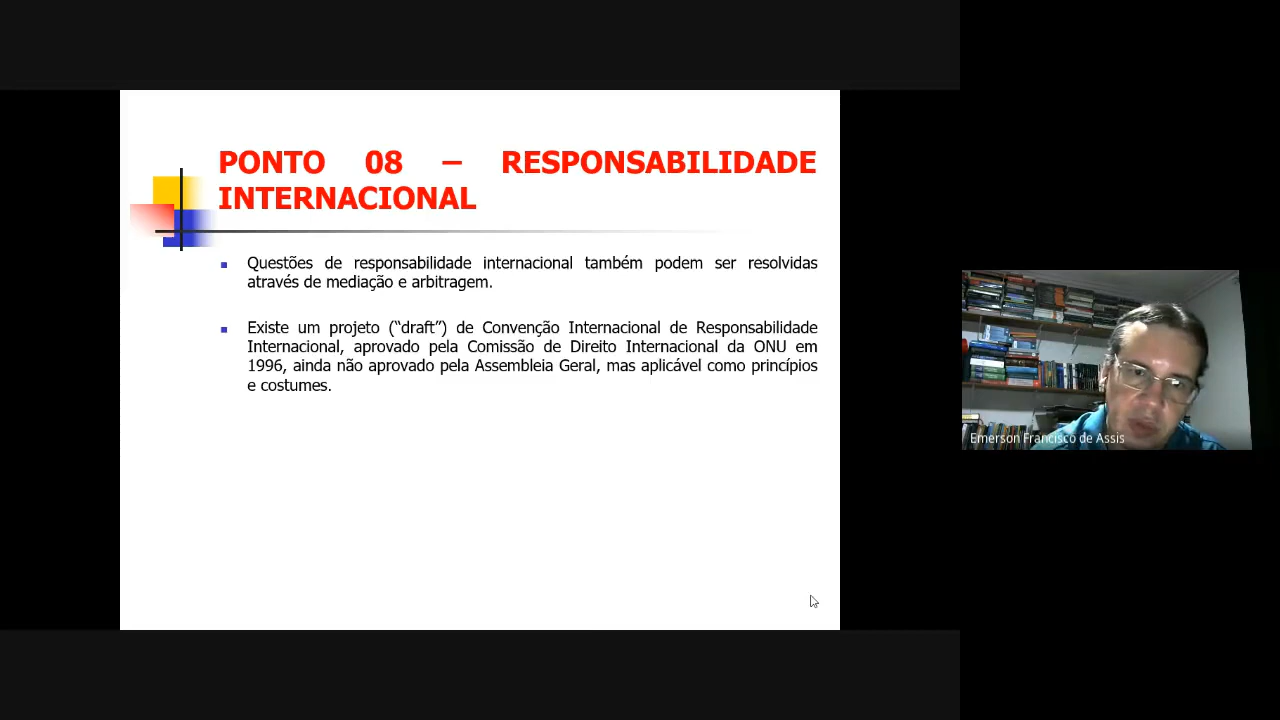 PONTO 08 – RESPONSABILIDADE
INTERNACIONAL
Questões de responsabilidade internacional também podem ser resolvidas
através de mediação e arbitragem.
Existe um projeto (“draft”) de Convenção Internacional de Responsabilidade
Internacional, aprovado pela Comissão de Direito Internacional da ONU em
1996, ainda não aprovado pela Assembleia Geral, mas aplicável como princípios
e costumes.
Emerson Francisco de Assis